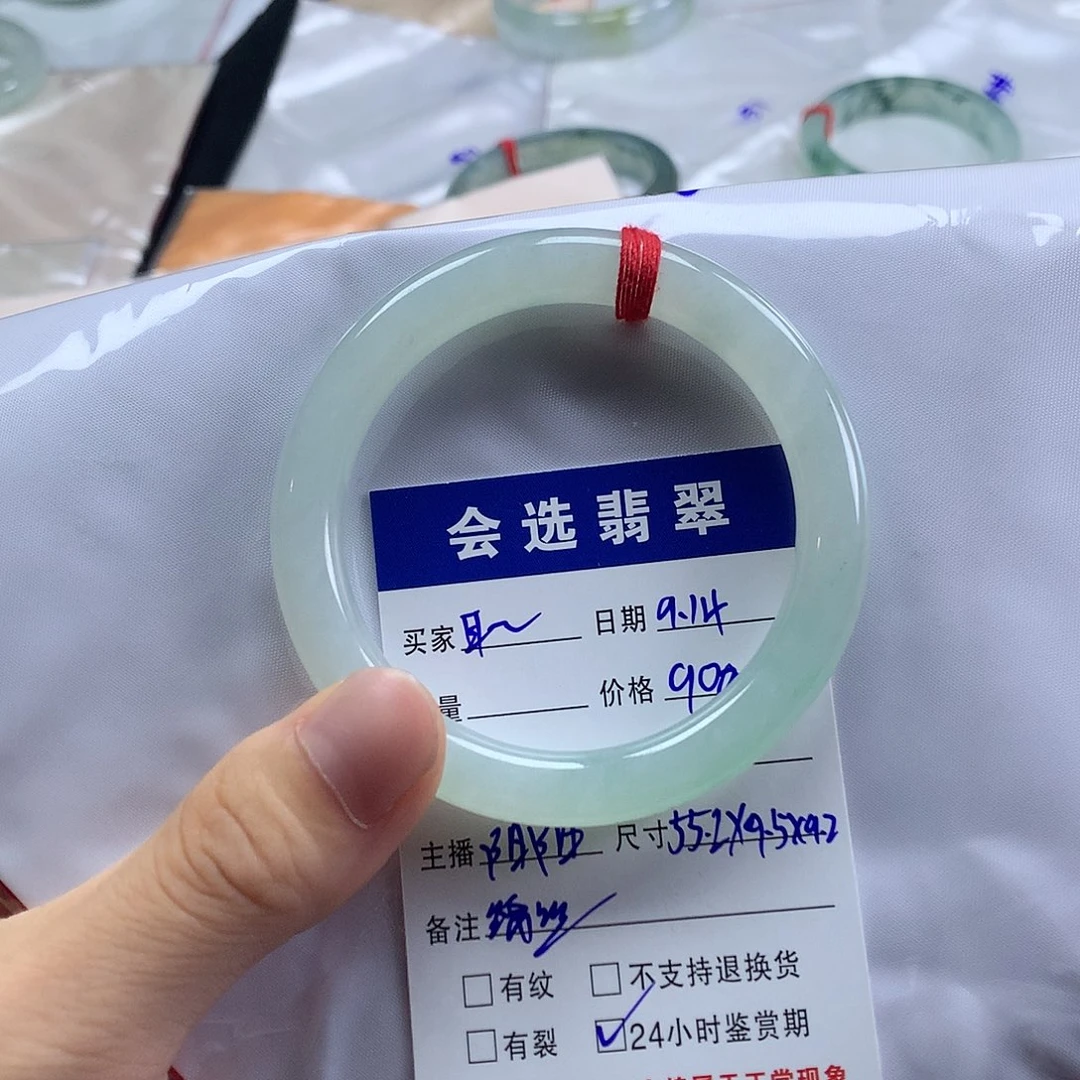 会选翡翠
买家 日期 9.14
量 价格 900
主播 尺寸 55.2X9.5X9.2
备注
有纹 不支持退换货
有裂 24小时鉴赏期